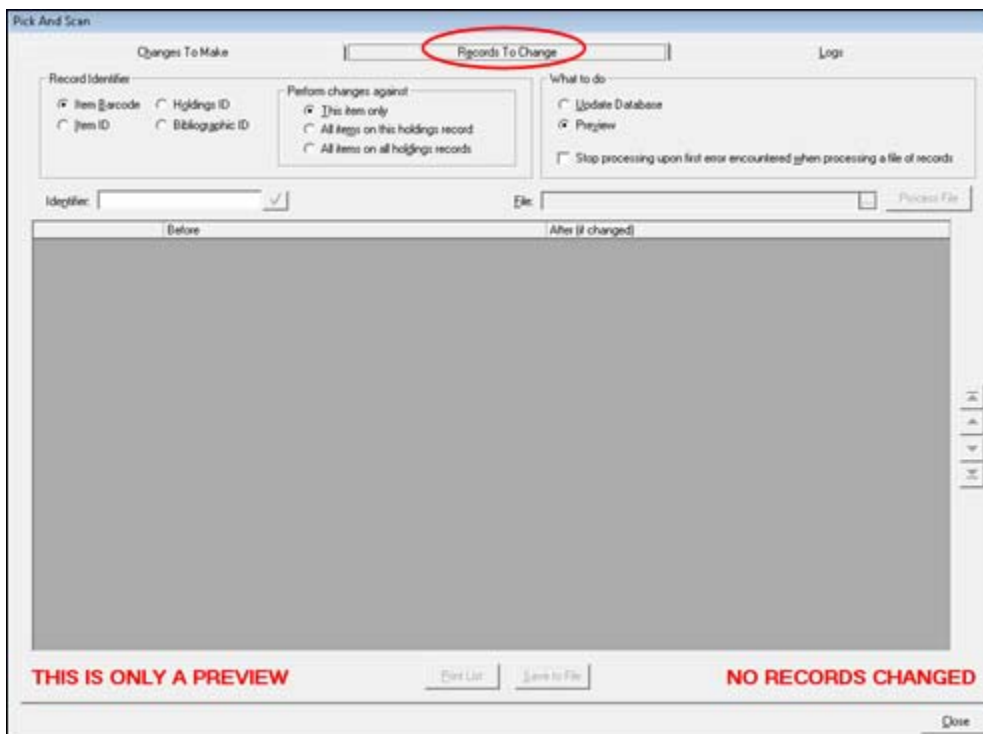 Pick And Scan
Changes To Make Records To Change Logs
Record Identifier
Item Barcode Holdings ID
Item ID Bibliographic ID
Perform changes against
This item only
All items on this holdings record
All items on all holdings records
What to do
Update Database
Preview
Stop processing upon first error encountered when processing a file of records
Identifier: File: ... Process File
Before After (if changed)
THIS IS ONLY A PREVIEW Print List Save to File NO RECORDS CHANGED
Close